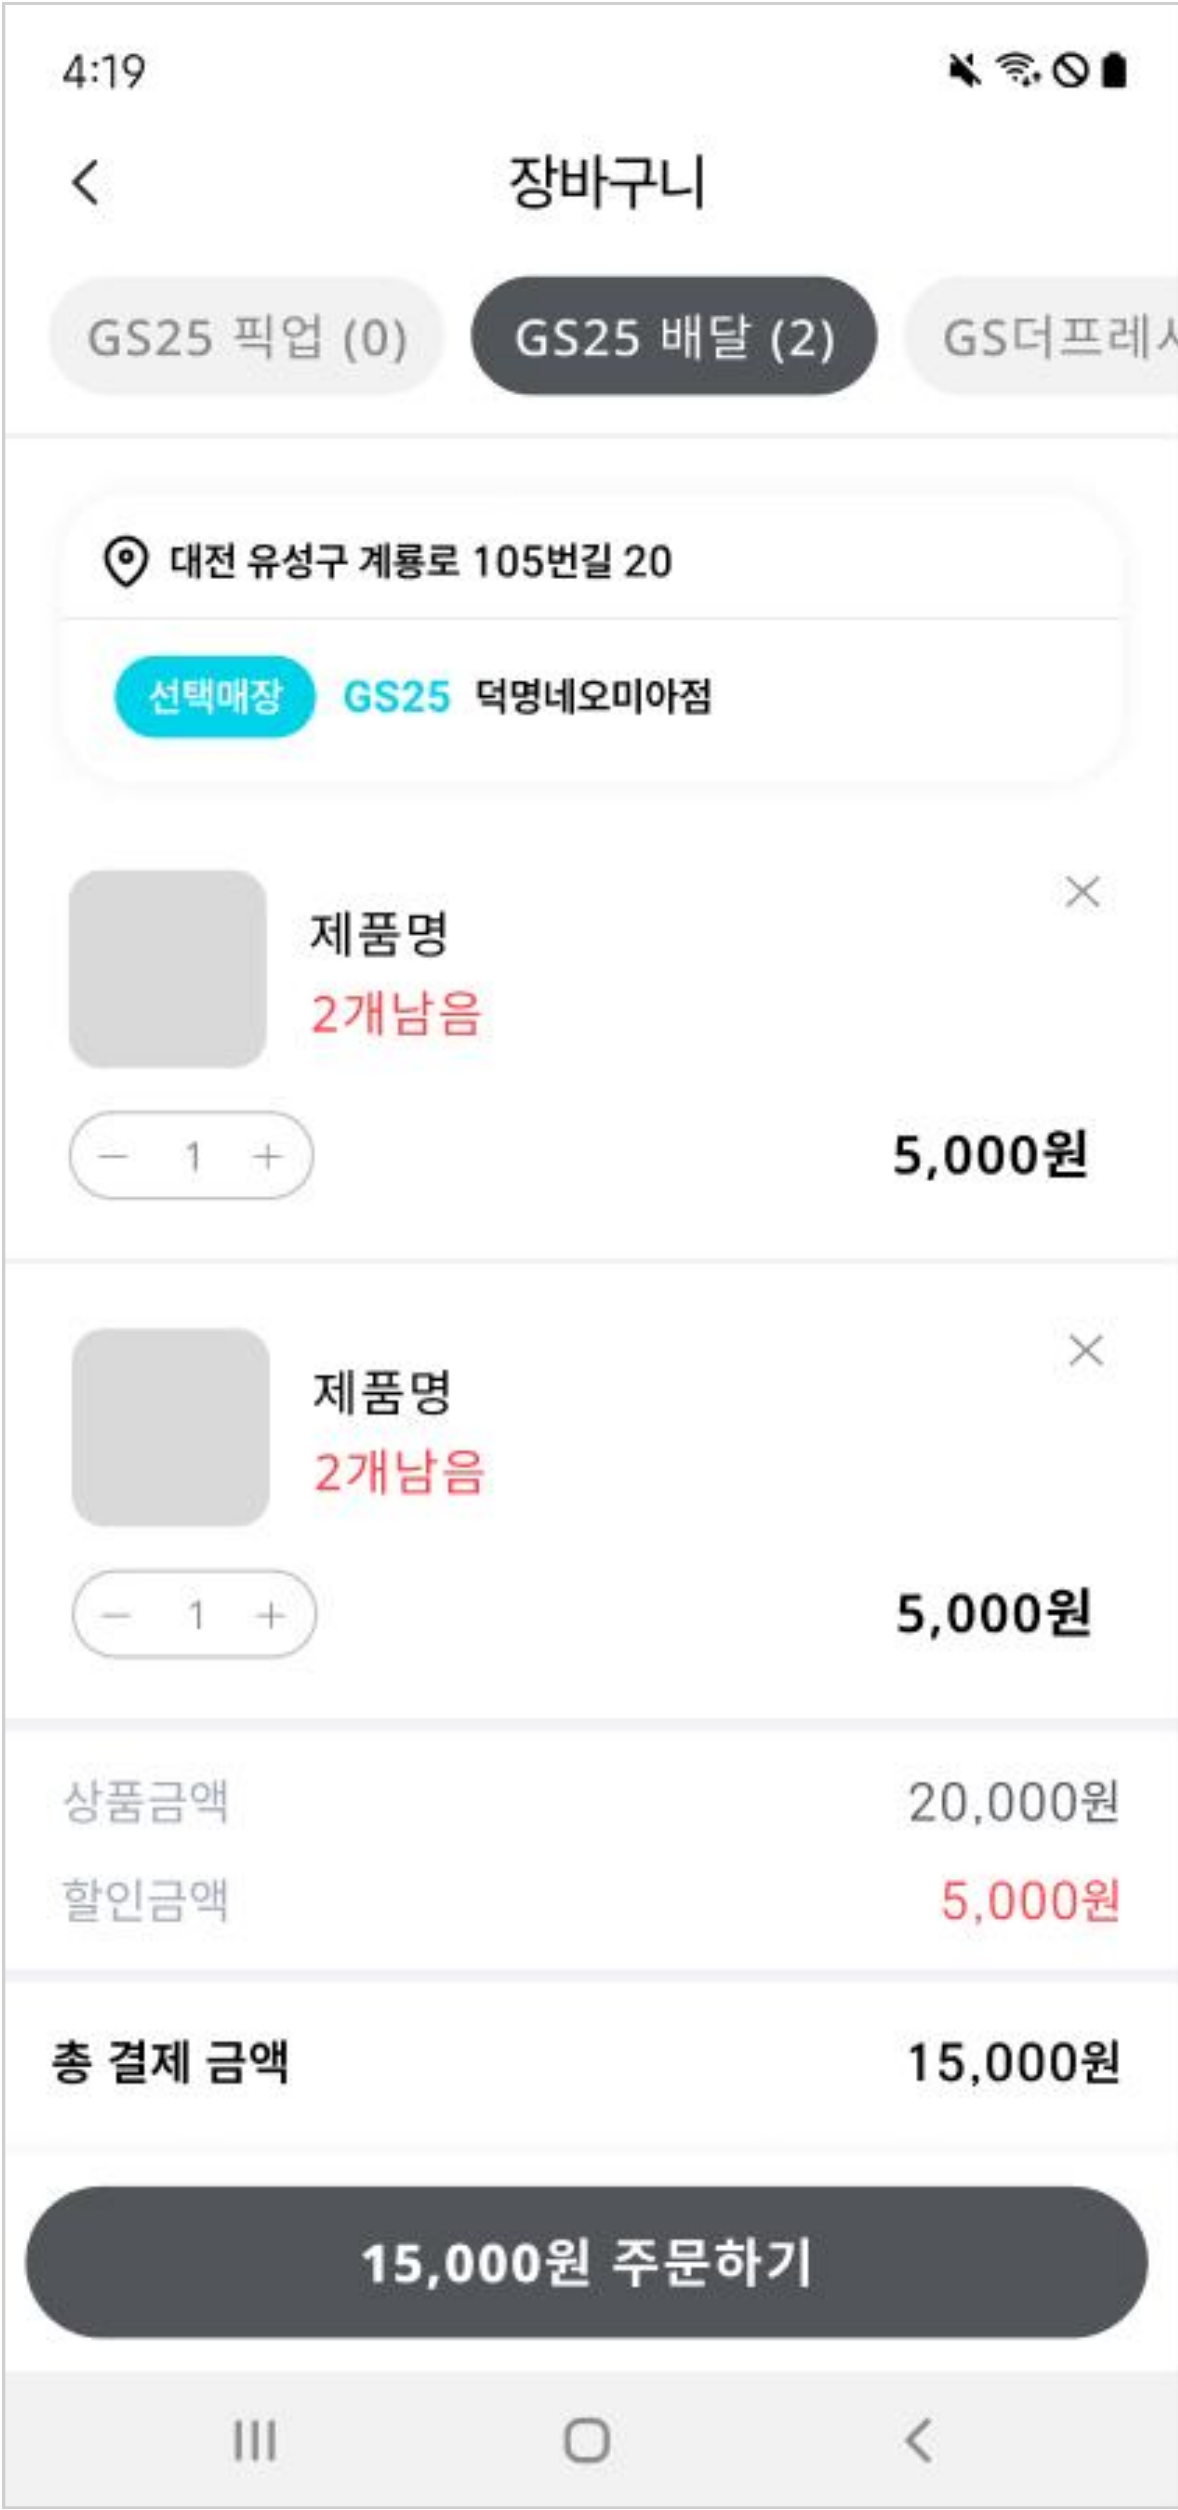 4:19
장바구니
GS25 픽업 (0) GS25 배달 (2) GS더프레시
대전 유성구 계룡로 105번길 20
선택매장 GS25 덕명네오미아점
제품명
2개남음
1 5,000원
제품명
2개남음
1 5,000원
상품금액 20,000원
할인금액 5,000원
총 결제 금액 15,000원
15,000원 주문하기